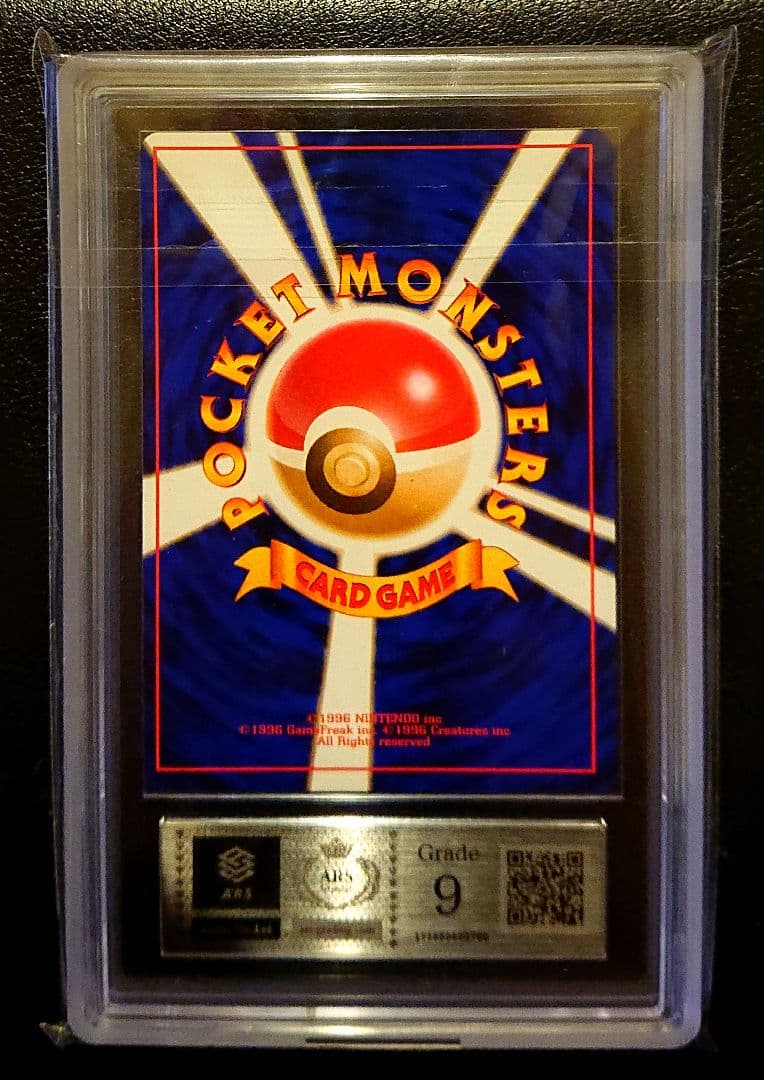 POCKET MONSTERS
CARD GAME
©1996 NINTENDO inc
©1996 GameFreak inc. ©1996 Creatures inc
All Rights reserved
ARS
ARS
Grade
9